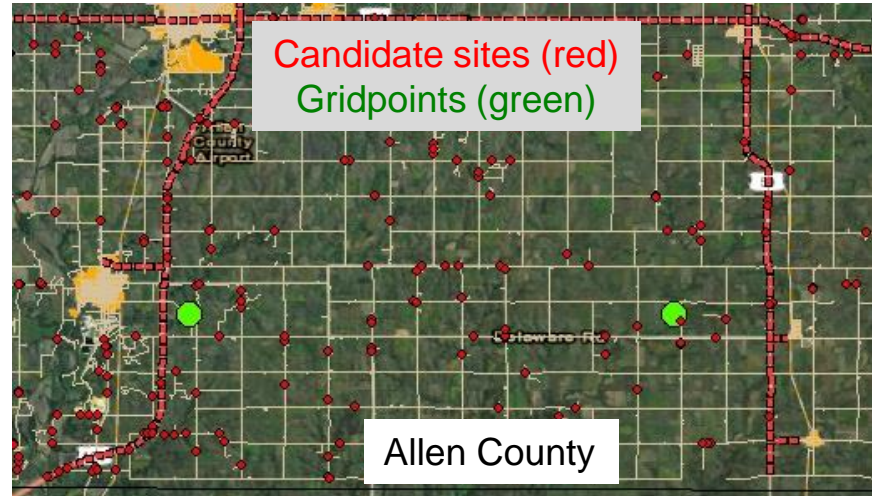 Candidate sites (red)
Gridpoints (green)
County
Airport
Delaware Rd
Allen County